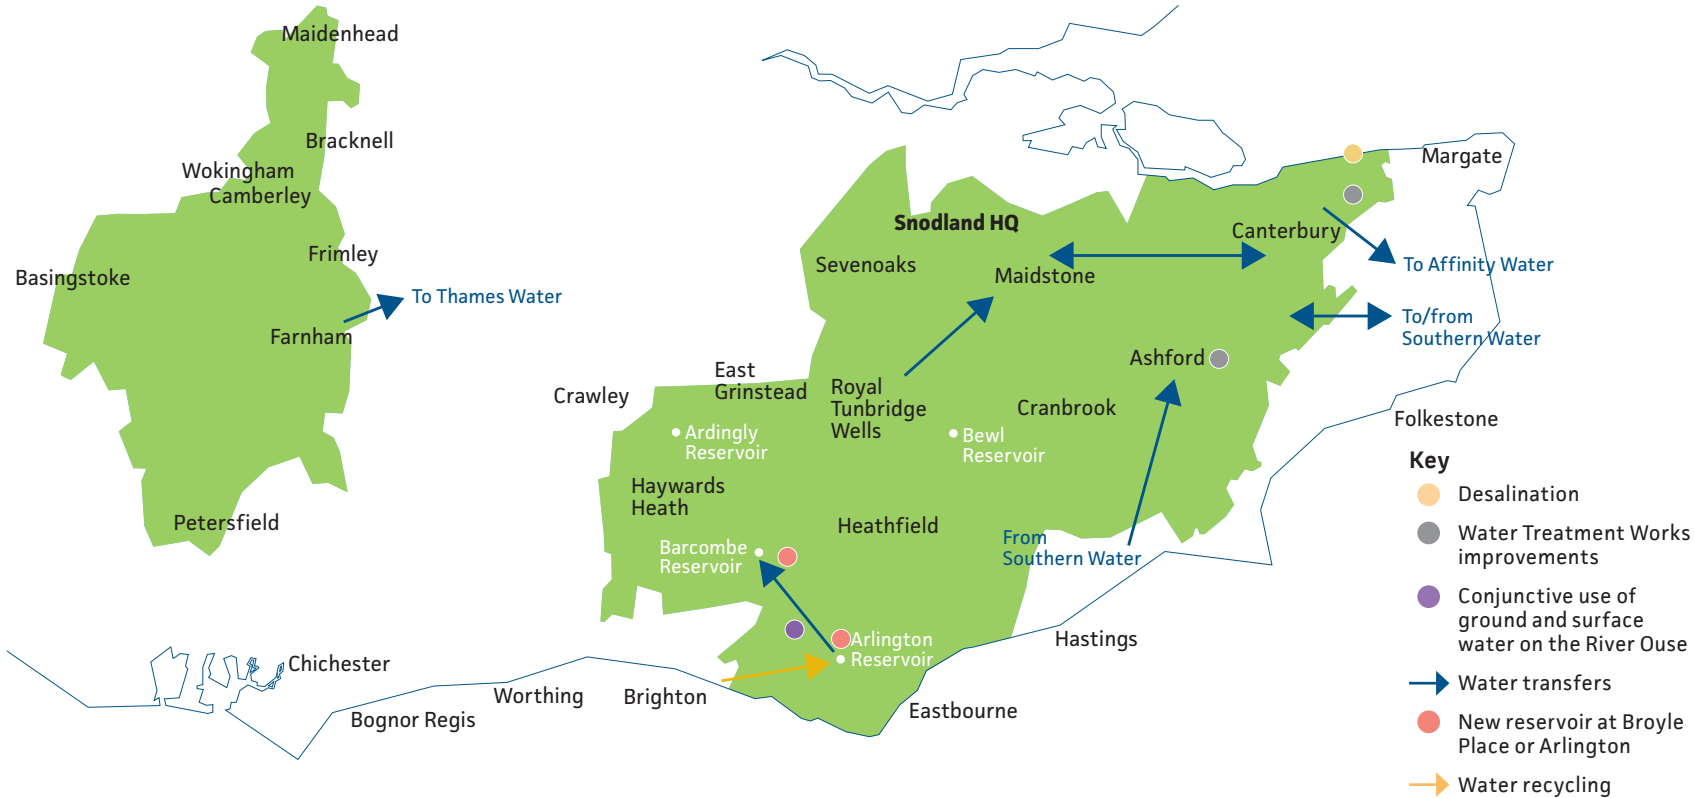 Maidenhead
Bracknell
Wokingham
Camberley
Frimley
Basingstoke
To Thames Water
Farnham
Petersfield
Margate
Snodland HQ
Canterbury
Sevenoaks
Maidstone
To Affinity Water
To/from
Southern Water
Ashford
East
Grinstead
Crawley
Royal
Tunbridge
Wells
Cranbrook
Folkestone
Ardingly
Reservoir
Bewl
Reservoir
Haywards
Heath
Heathfield
From
Southern Water
Barcombe
Reservoir
Arlington
Reservoir
Hastings
Chichester
Bognor Regis
Worthing
Brighton
Eastbourne
Key
Desalination
Water Treatment Works
improvements
Conjunctive use of
ground and surface
water on the River Ouse
Water transfers
New reservoir at Broyle
Place or Arlington
Water recycling